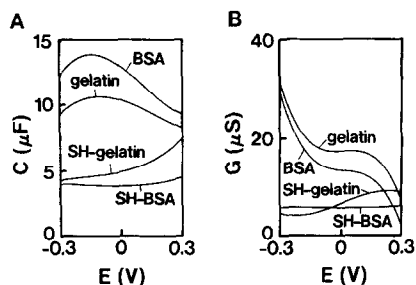 A
15
10
5
0
C (μF)
BSA
gelatin
SH-gelatin
SH-BSA
-0.3
0
0.3
E (V)
B
40
20
0
G (μS)
gelatin
BSA
SH-gelatin
SH-BSA
-0.3
0
0.3
E (V)